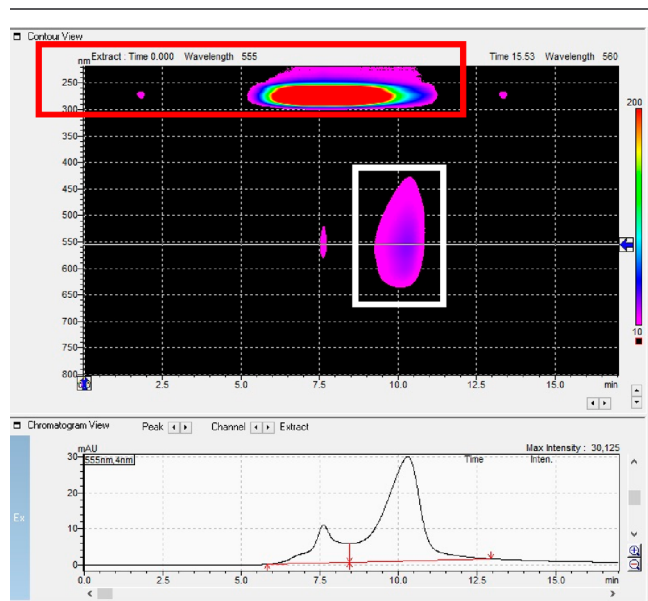 Contour View
nm Extract : Time 0.000 Wavelength 555 Time 15.53 Wavelength 560
250
300
350
400
450
500
550
600
650
700
750
800
200
10
2.5 5.0 7.5 10.0 12.5 15.0 min
Chromatogram View Peak Channel Extract
mAU Max Intensity : 30,125
555nm,4nm Time Inten.
30
20
10
0
Ex
0.0 2.5 5.0 7.5 10.0 12.5 15.0 min